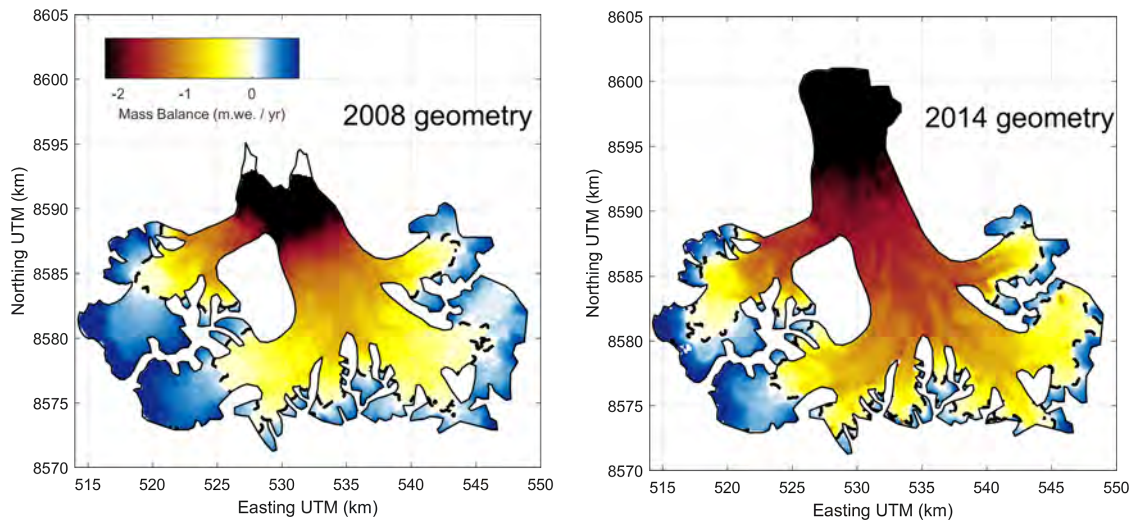 8605
8600
8595
8590
8585
8580
8575
8570
Northing UTM (km)
-2 -1 0
Mass Balance (m.we. / yr)
2008 geometry
515 520 525 530 535 540 545 550
Easting UTM (km)
8605
8600
8595
8590
8585
8580
8575
8570
Northing UTM (km)
2014 geometry
515 520 525 530 535 540 545 550
Easting UTM (km)